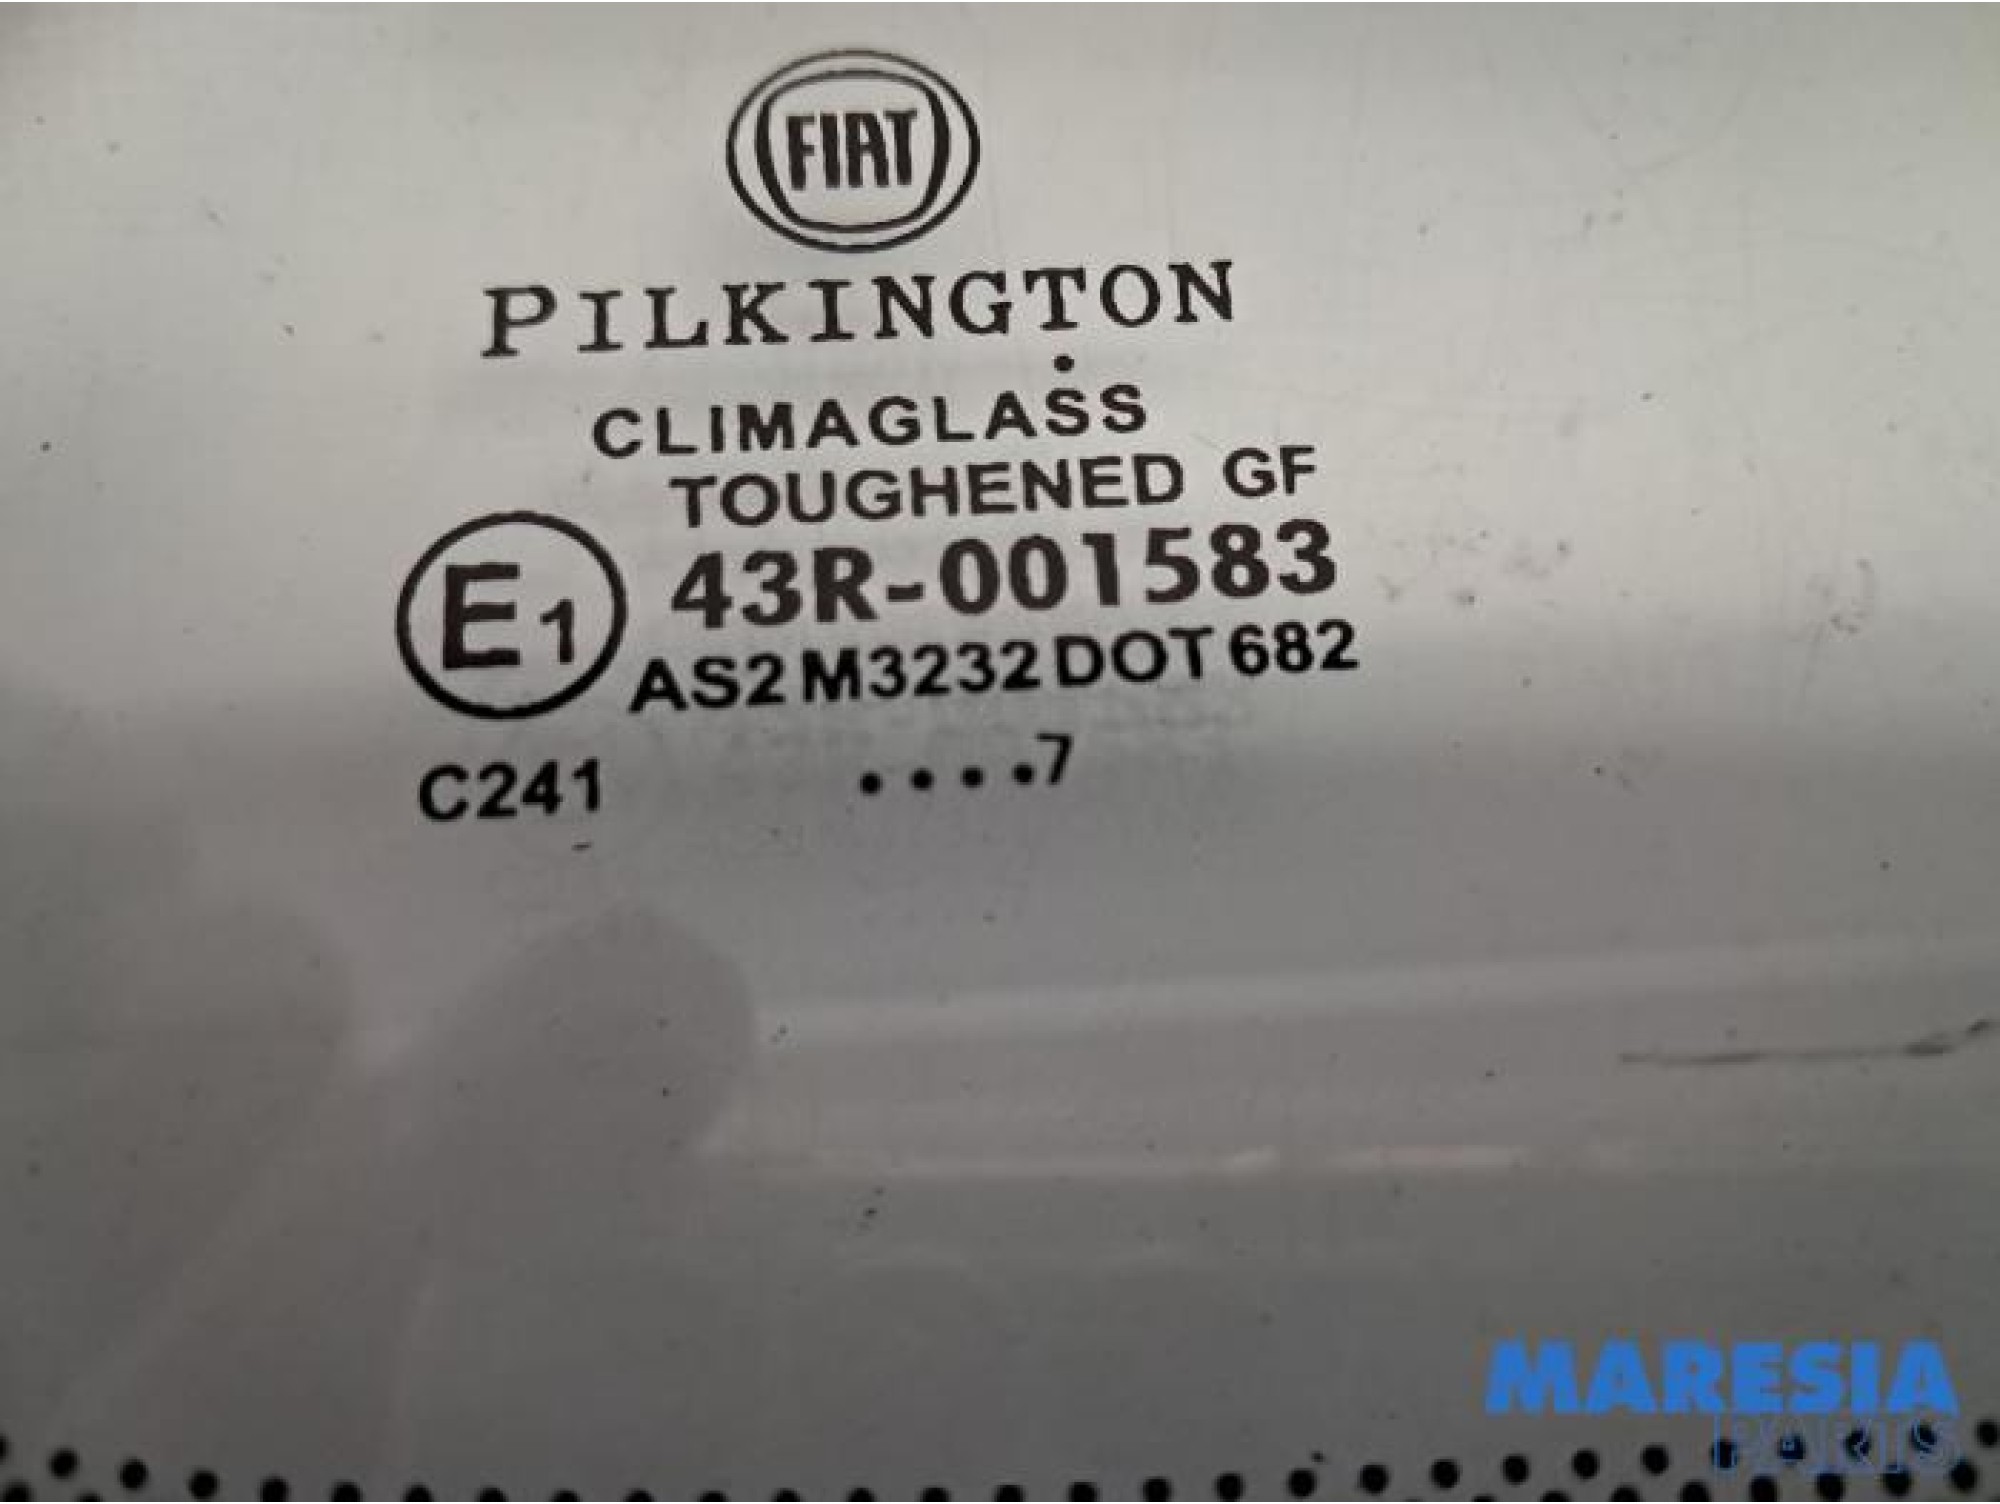 FIAT
PILKINGTON
CLIMAGLASS
TOUGHENED GF
E1 43R-001583
AS2 M3232 DOT 682
C241 ....7
MARESIA
PARTS